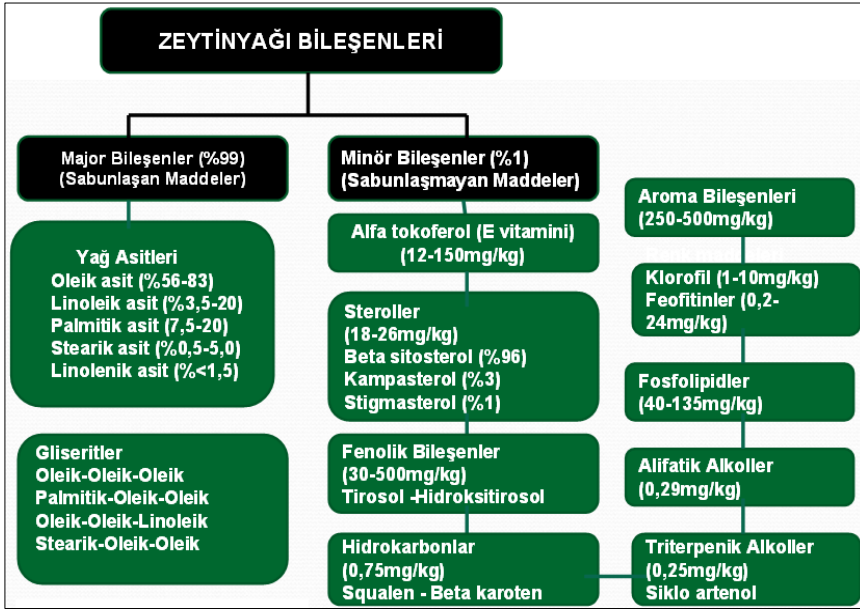 ZEYTİNYAĞI BİLEŞENLERİ
Major Bileşenler (%99)
(Sabunlaşan Maddeler)
Yağ Asitleri
Oleik asit (%56-83)
Linoleik asit (%3,5-20)
Palmitik asit (7,5-20)
Stearik asit (%0,5-5,0)
Linolenik asit (%<1,5)
Gliseritler
Oleik-Oleik-Oleik
Palmitik-Oleik-Oleik
Oleik-Oleik-Linoleik
Stearik-Oleik-Oleik
Minör Bileşenler (%1)
(Sabunlaşmayan Maddeler)
Alfa tokoferol (E vitamini)
(12-150mg/kg)
Steroller
(18-26mg/kg)
Beta sitosterol (%96)
Kampasterol (%3)
Stigmasterol (%1)
Fenolik Bileşenler
(30-500mg/kg)
Tirosol -Hidroksitirosol
Hidrokarbonlar
(0,75mg/kg)
Squalen - Beta karoten
Aroma Bileşenleri
(250-500mg/kg)
Klorofil (1-10mg/kg)
Feofitinler (0,2-
24mg/kg)
Fosfolipidler
(40-135mg/kg)
Alifatik Alkoller
(0,29mg/kg)
Triterpenik Alkoller
(0,25mg/kg)
Siklo artenol